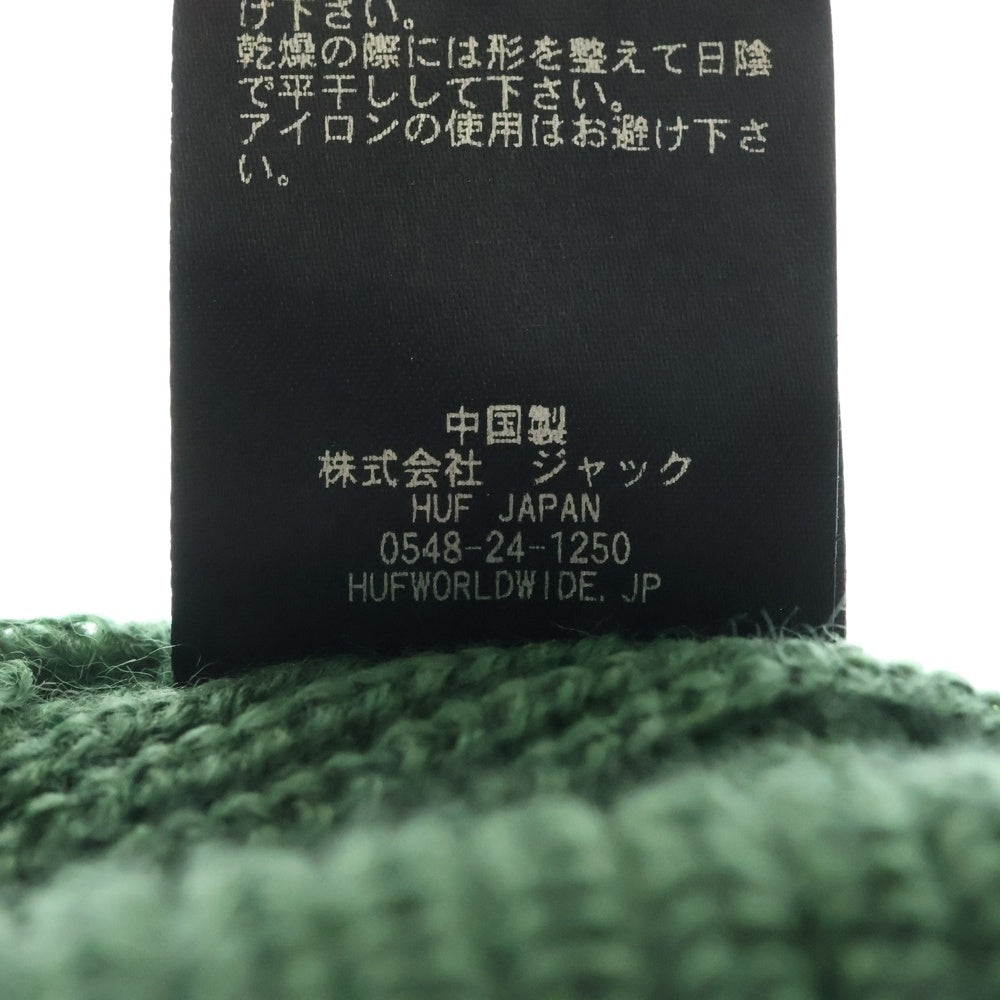 け下さい。
乾燥の際には形を整えて日陰
で平干しして下さい。
アイロンの使用はお避け下さ
い。
中国製
株式会社 ジャック
HUF JAPAN
0548-24-1250
HUFWORLDWIDE.JP